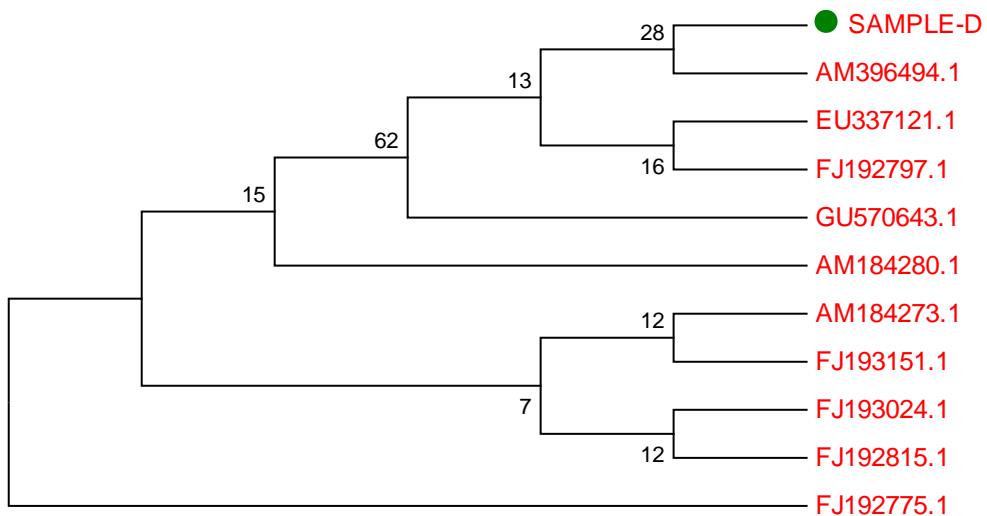 SAMPLE-D
28
AM396494.1
13
EU337121.1
62
16
FJ192797.1
15
GU570643.1
AM184280.1
AM184273.1
12
FJ193151.1
7
FJ193024.1
12
FJ192815.1
FJ192775.1